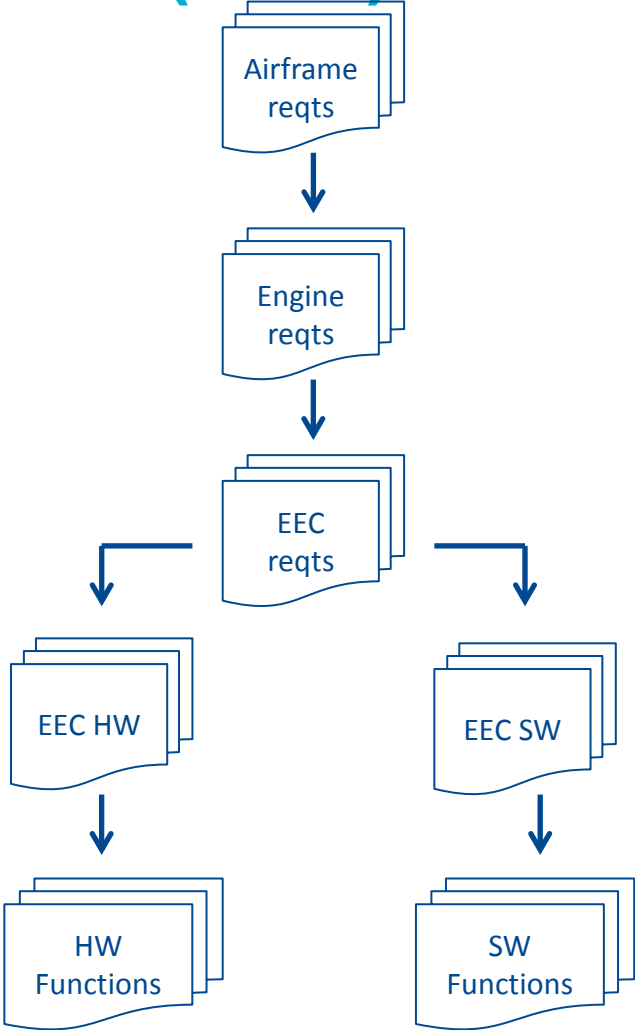 Airframe
reqts
Engine
reqts
EEC
reqts
EEC HW
EEC SW
HW
Functions
SW
Functions